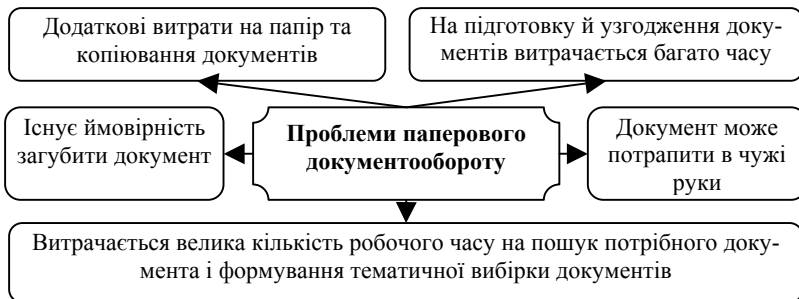 Додаткові витрати на папір та
копіювання документів
На підготовку й узгодження доку-
ментів витрачається багато часу
Існує ймовірність
загубити документ
Проблеми паперового
документообороту
Документ може
потрапити в чужі
руки
Витрачається велика кількість робочого часу на пошук потрібного доку-
мента і формування тематичної вибірки документів